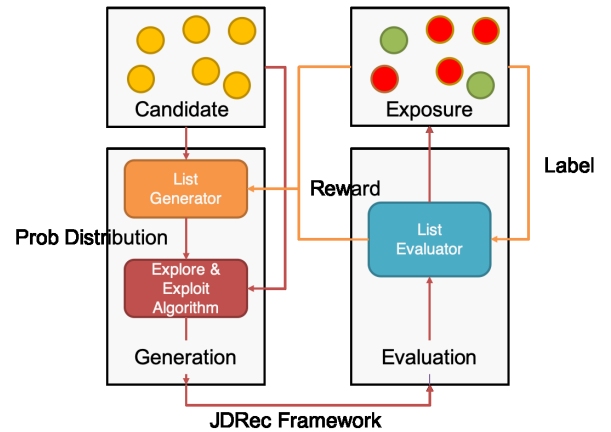 Candidate
Exposure
List
Generator
Reward
Label
Prob Distribution
List
Evaluator
Explore &
Exploit
Algorithm
Generation
Evaluation
JDRec Framework